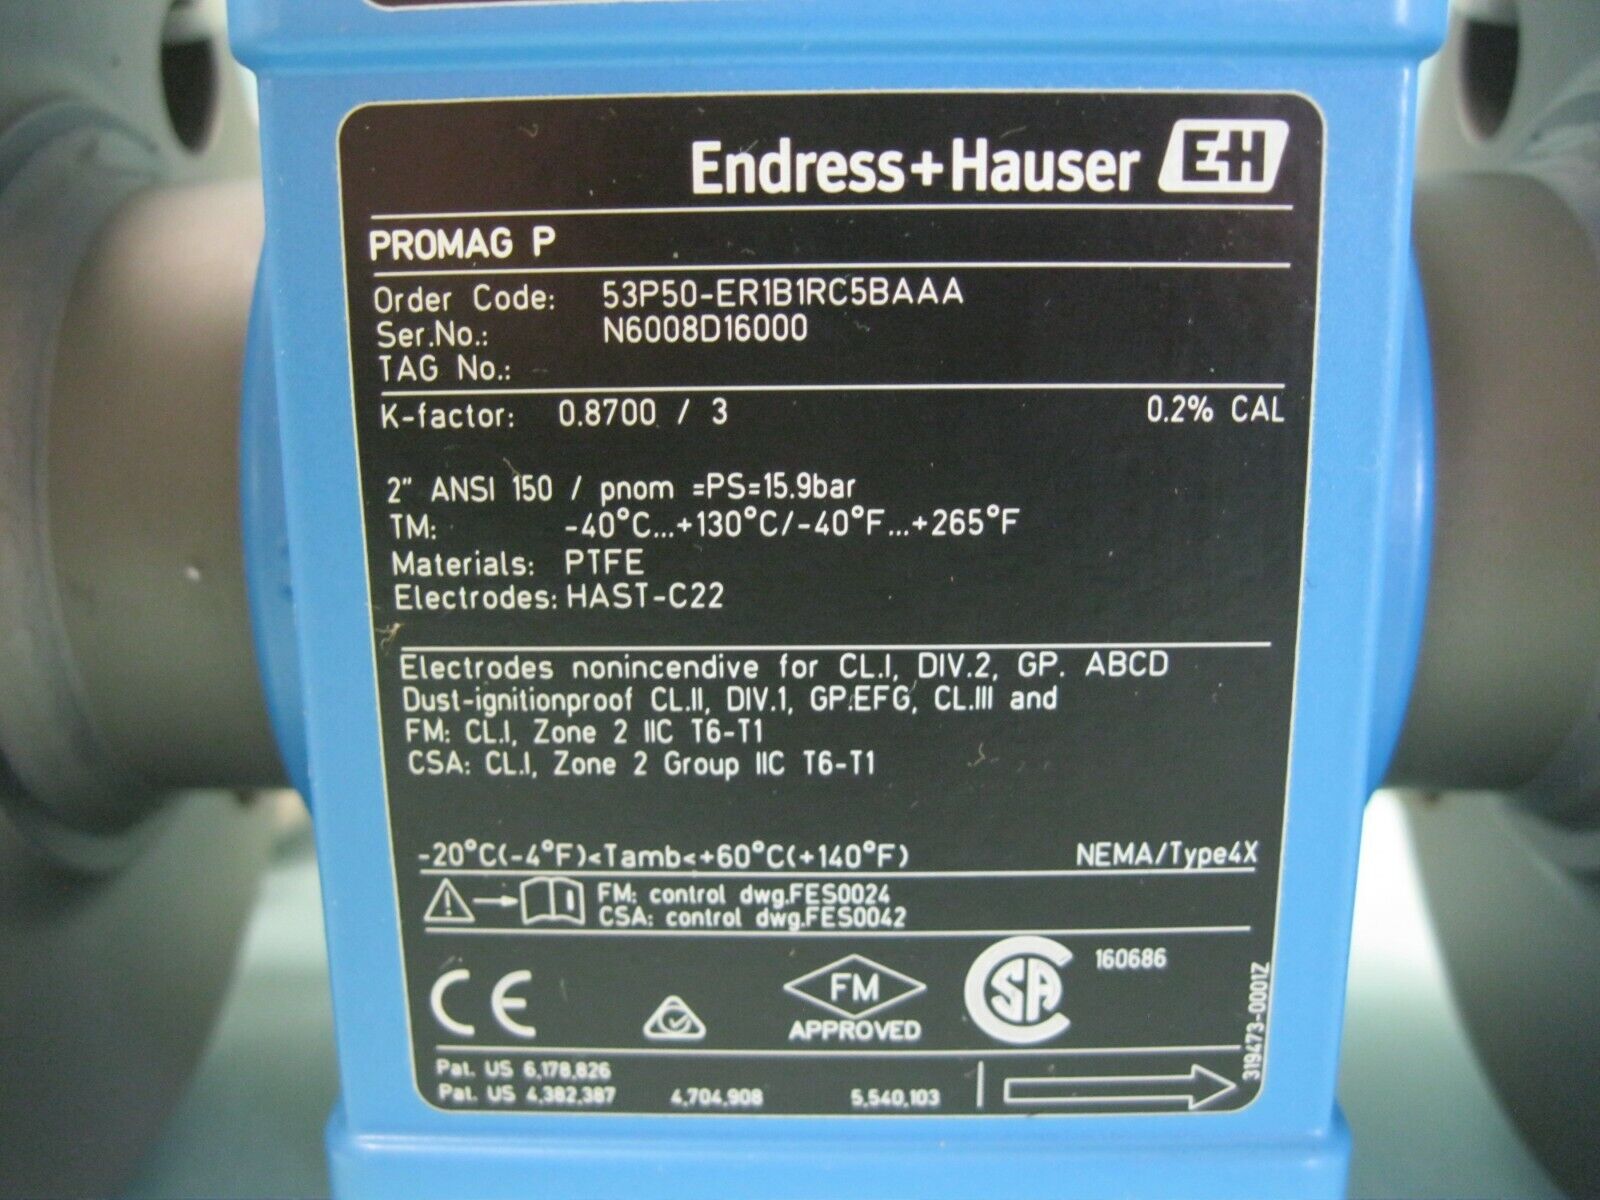 Endress+Hauser EH
PROMAG P
Order Code: 53P50-ER1B1RC5BAAA
Ser.No.: N6008D16000
TAG No.:
K-factor: 0.8700 / 3 0.2% CAL
2" ANSI 150 / pnom =PS=15.9bar
TM: -40°C...+130°C/-40°F...+265°F
Materials: PTFE
Electrodes: HAST-C22
Electrodes nonincendive for CL.I, DIV.2, GP. ABCD
Dust-ignitionproof CL.II, DIV.1, GP.EFG, CL.III and
FM: CL.I, Zone 2 IIC T6-T1
CSA: CL.I, Zone 2 Group IIC T6-T1
-20°C(-4°F)<Tamb<+60°C(+140°F) NEMA/Type4X
FM: control dwg.FES0024
CSA: control dwg.FES0042
CE
FM
APPROVED
CSA
160686
319473-0001Z
Pat. US 6,178,826
Pat. US 4,382,387 4,704,908 5,540,103